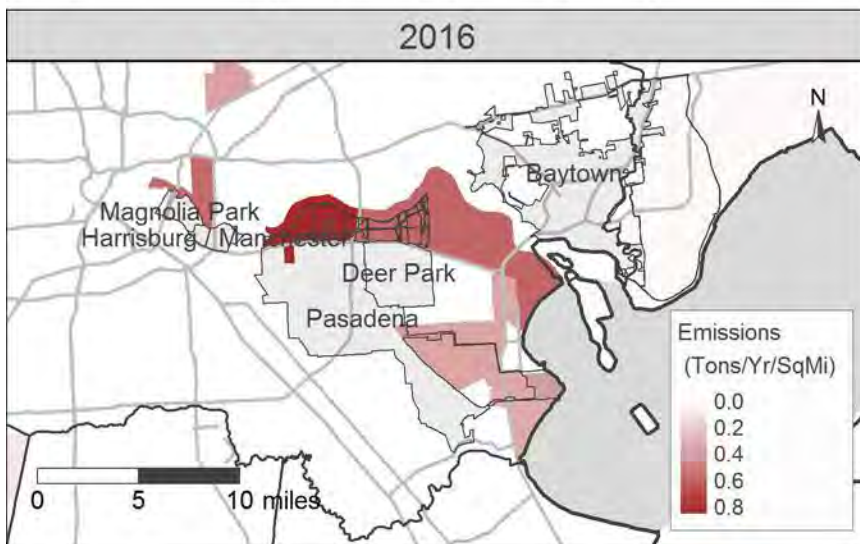 2016
N
Baytown
Magnolia Park
Harrisburg / Manchester
Deer Park
Pasadena
Emissions
(Tons/Yr/SqMi)
0.0
0.2
0.4
0.6
0.8
0 5 10 miles